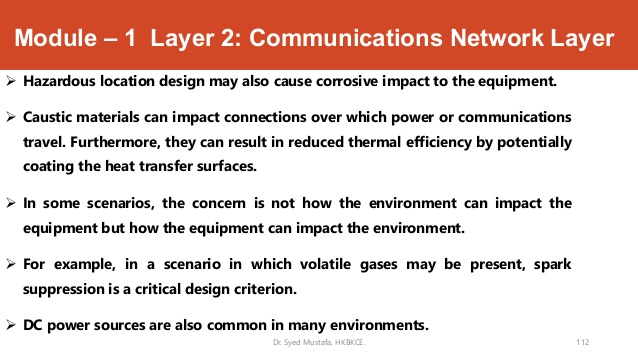 Module – 1 Layer 2: Communications Network Layer
➢ Hazardous location design may also cause corrosive impact to the equipment.
➢ Caustic materials can impact connections over which power or communications
travel. Furthermore, they can result in reduced thermal efficiency by potentially
coating the heat transfer surfaces.
➢ In some scenarios, the concern is not how the environment can impact the
equipment but how the equipment can impact the environment.
➢ For example, in a scenario in which volatile gases may be present, spark
suppression is a critical design criterion.
➢ DC power sources are also common in many environments.
Dr. Syed Mustafa, HKBKCE. 112